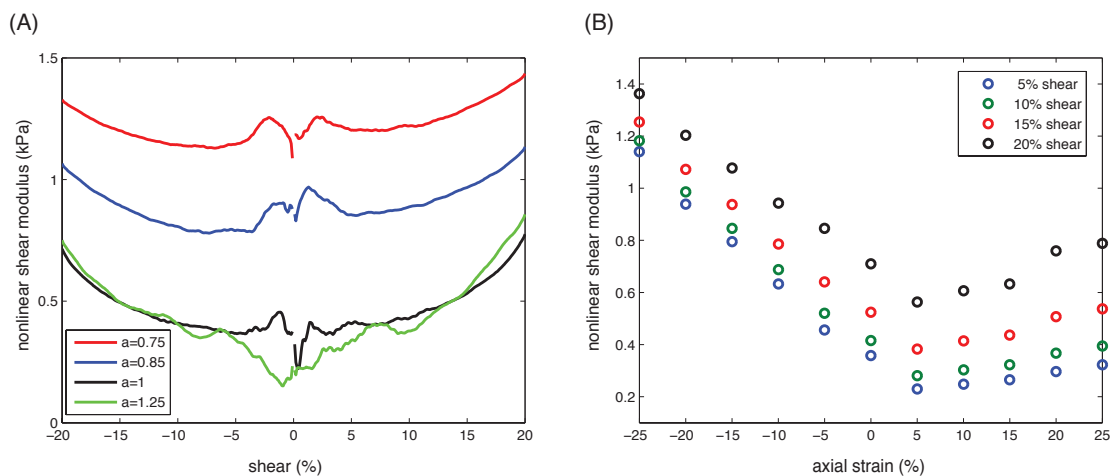 (A)
nonlinear shear modulus (kPa)
1.5
1
0.5
0
−20 −15 −10 −5 0 5 10 15 20
shear (%)
a=0.75
a=0.85
a=1
a=1.25
(B)
nonlinear shear modulus (kPa)
1.4
1.2
1
0.8
0.6
0.4
0.2
−25 −20 −15 −10 −5 0 5 10 15 20 25
axial strain (%)
5% shear
10% shear
15% shear
20% shear